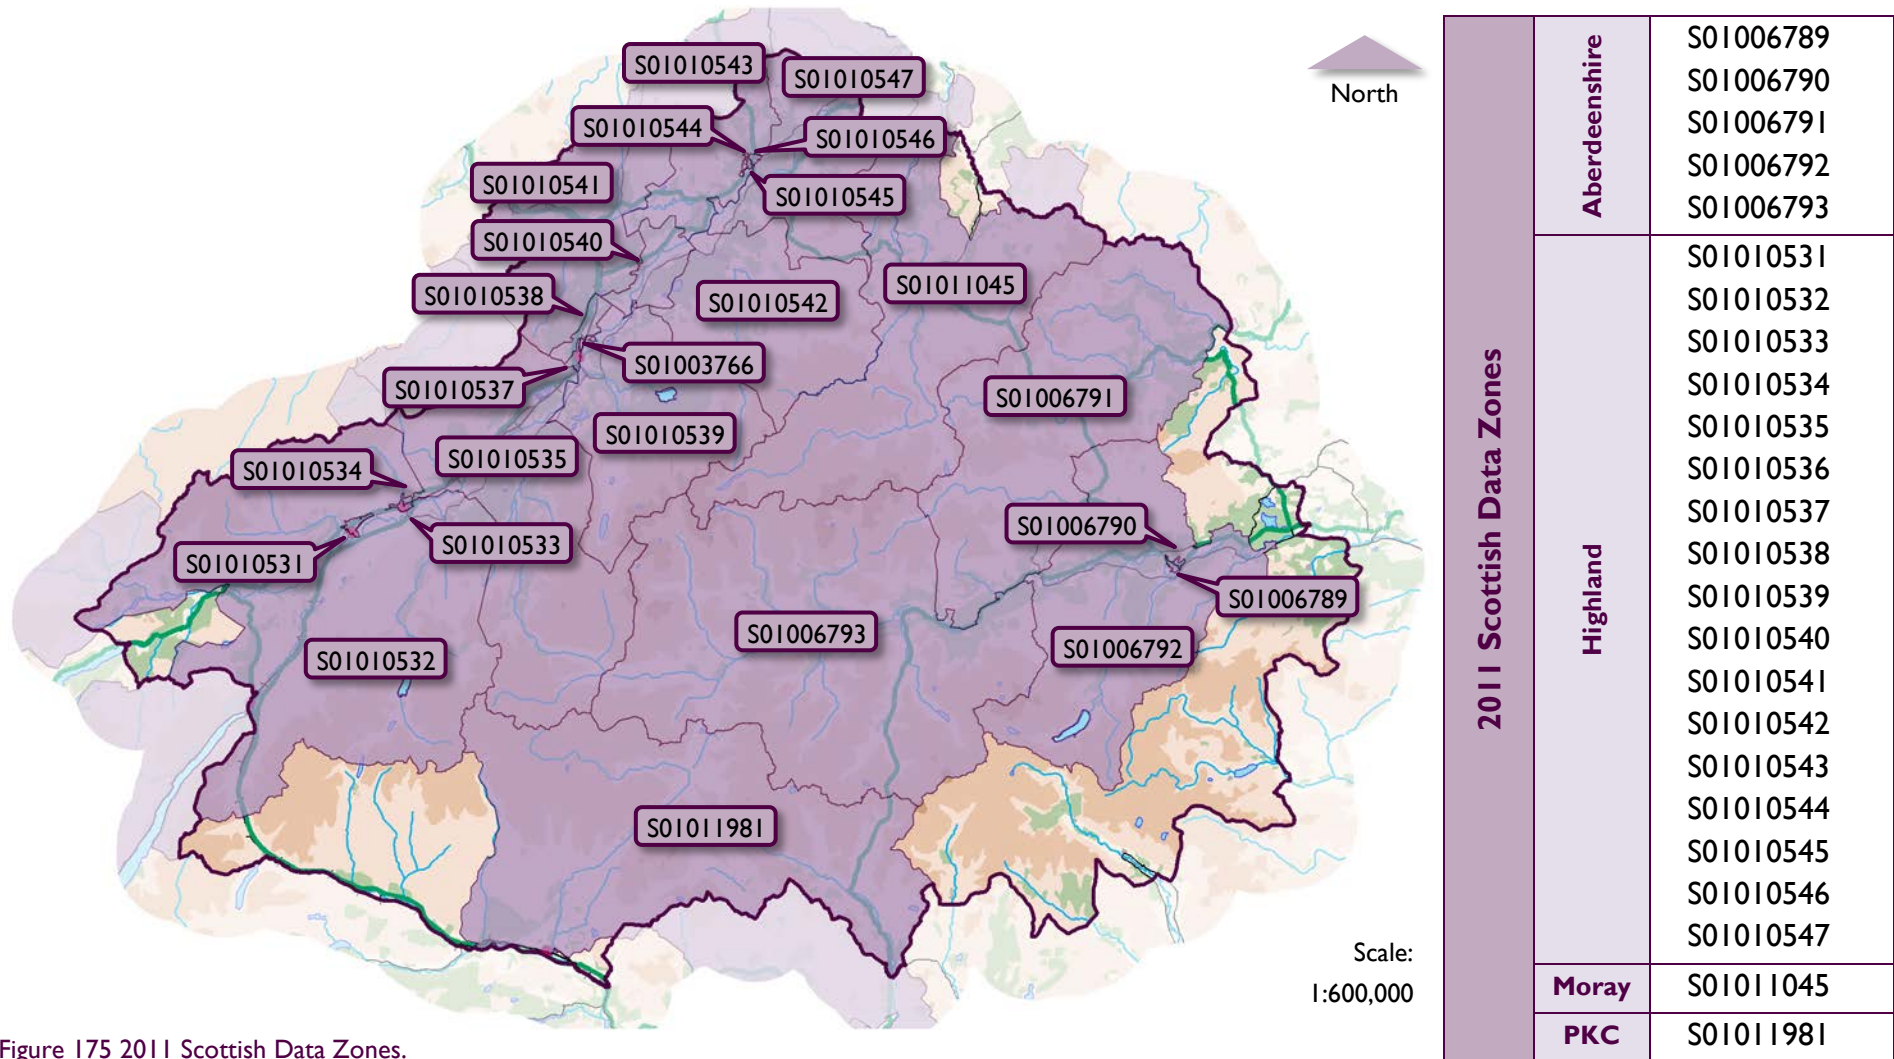 S01010543
S01010547
S01010544
S01010546
S01010541
S01010545
S01010540
S01010538
S01010542
S01011045
S01003766
S01010537
S01006791
S01010539
S01010535
S01010534
S01006790
S01010533
S01010531
S01006789
S01006793
S01006792
S01010532
S01011981
North
Scale:
1:600,000
Figure 175 2011 Scottish Data Zones.
2011 Scottish Data Zones
Aberdeenshire
S01006789
S01006790
S01006791
S01006792
S01006793
Highland
S01010531
S01010532
S01010533
S01010534
S01010535
S01010536
S01010537
S01010538
S01010539
S01010540
S01010541
S01010542
S01010543
S01010544
S01010545
S01010546
S01010547
Moray
S01011045
PKC
S01011981